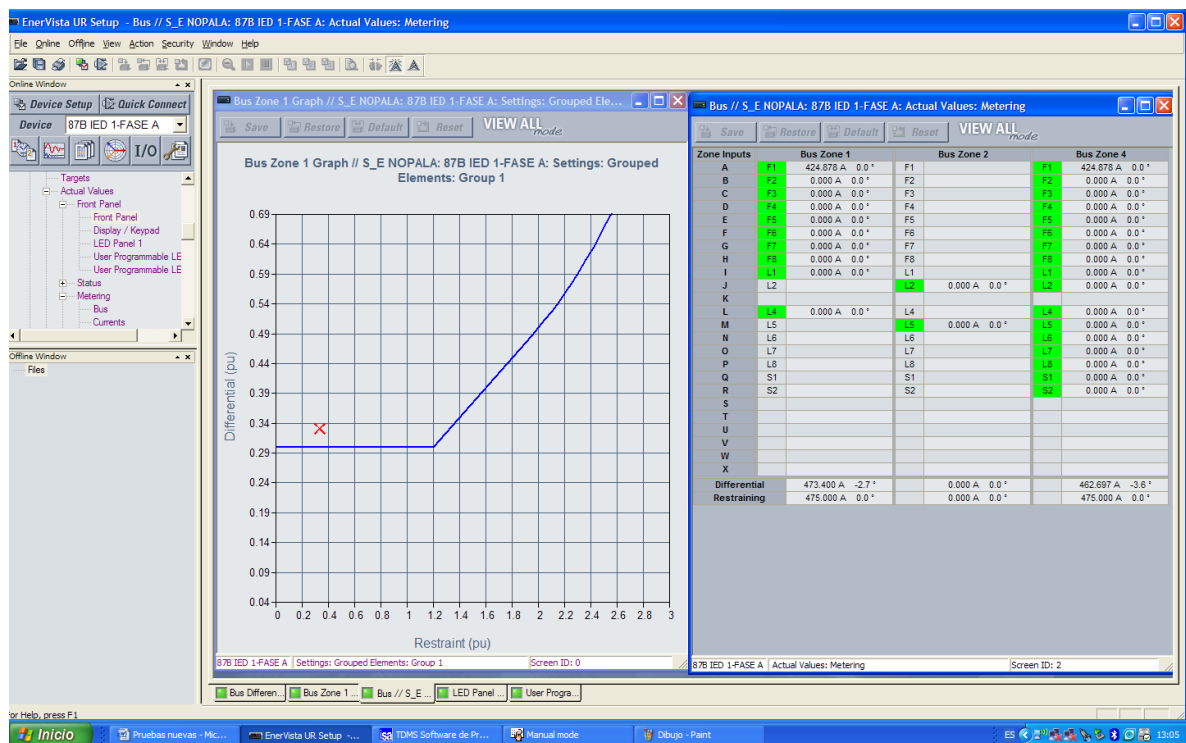 EnerVista UR Setup - Bus // S_E NOPALA: 87B IED 1-FASE A: Actual Values: Metering
File Online Offline View Action Security Window Help
Online Window
Device Setup Quick Connect
Device 87B IED 1-FASE A
I/O
Targets
Actual Values
Front Panel
Front Panel
Display / Keypad
LED Panel 1
User Programmable LE
User Programmable LE
Status
Metering
Bus
Currents
Offline Window
Files
Bus Zone 1 Graph // S_E NOPALA: 87B IED 1-FASE A: Settings: Grouped Ele...
Save Restore Default Reset VIEW ALL mode
Bus Zone 1 Graph // S_E NOPALA: 87B IED 1-FASE A: Settings: Grouped
Elements: Group 1
Differential (pu)
0.69
0.64
0.59
0.54
0.49
0.44
0.39
0.34
0.29
0.24
0.19
0.14
0.09
0.04
0 0.2 0.4 0.6 0.8 1 1.2 1.4 1.6 1.8 2 2.2 2.4 2.6 2.8 3
Restraint (pu)
87B IED 1-FASE A Settings: Grouped Elements: Group 1 Screen ID: 0
Bus // S_E NOPALA: 87B IED 1-FASE A: Actual Values: Metering
Save Restore Default Reset VIEW ALL mode
Zone Inputs Bus Zone 1 Bus Zone 2 Bus Zone 4
A F1 424.878 A 0.0 ° F1 F1 424.878 A 0.0 °
B F2 0.000 A 0.0 ° F2 F2 0.000 A 0.0 °
C F3 0.000 A 0.0 ° F3 F3 0.000 A 0.0 °
D F4 0.000 A 0.0 ° F4 F4 0.000 A 0.0 °
E F5 0.000 A 0.0 ° F5 F5 0.000 A 0.0 °
F F6 0.000 A 0.0 ° F6 F6 0.000 A 0.0 °
G F7 0.000 A 0.0 ° F7 F7 0.000 A 0.0 °
H F8 0.000 A 0.0 ° F8 F8 0.000 A 0.0 °
I L1 0.000 A 0.0 ° L1 L1 0.000 A 0.0 °
J L2 L2 0.000 A 0.0 ° L2 0.000 A 0.0 °
K
L L4 0.000 A 0.0 ° L4 L4 0.000 A 0.0 °
M L5 L5 0.000 A 0.0 ° L5 0.000 A 0.0 °
N L6 L6 L6 0.000 A 0.0 °
O L7 L7 L7 0.000 A 0.0 °
P L8 L8 L8 0.000 A 0.0 °
Q S1 S1 S1 0.000 A 0.0 °
R S2 S2 S2 0.000 A 0.0 °
S
T
U
V
W
X
Differential 473.400 A -2.7 ° 0.000 A 0.0 ° 462.697 A -3.6 °
Restraining 475.000 A 0.0 ° 0.000 A 0.0 ° 475.000 A 0.0 °
87B IED 1-FASE A Actual Values: Metering Screen ID: 2
Bus Differen... Bus Zone 1 ... Bus // S_E ... LED Panel ... User Progra...
or Help, press F1
Inicio Pruebas nuevas - Mic... EnerVista UR Setup -... TDMS Software de Pr... Manual mode Dibujo - Paint ES 13:05